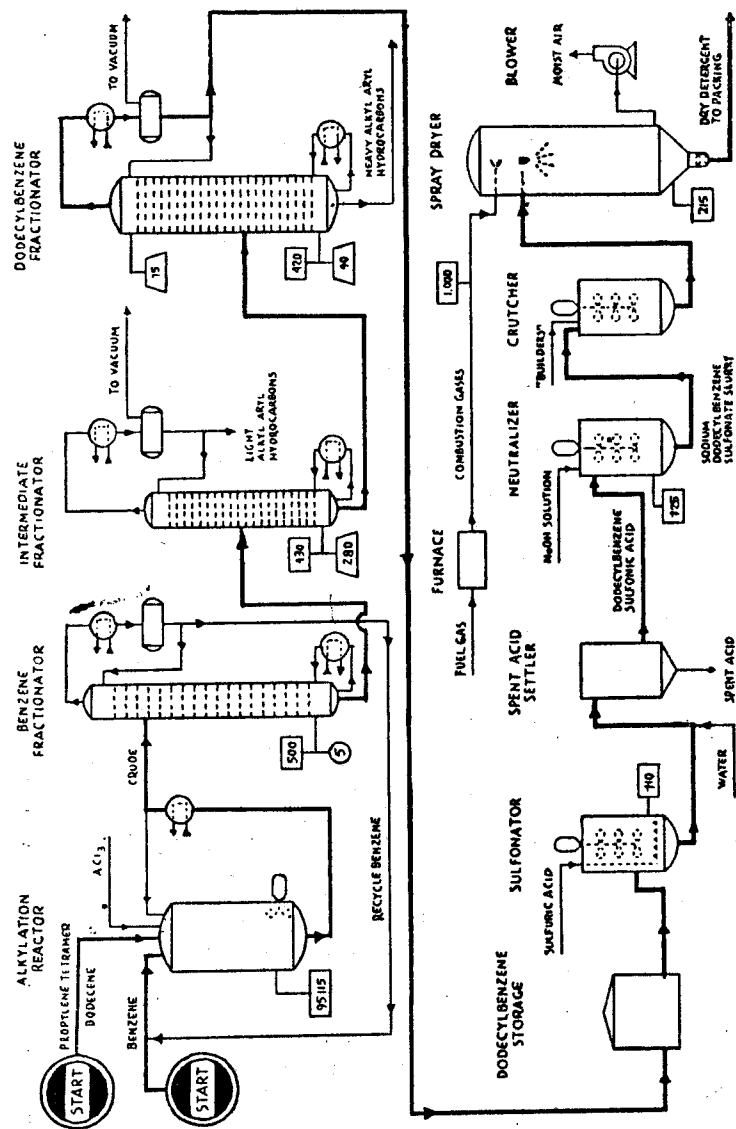 ALKYLATION
REACTOR
BENZENE
FRACTIONATOR
INTERMEDIATE
FRACTIONATOR
DODECYLBENZENE
FRACTIONATOR
START
PROPYLENE TETRAMER
DODECENE
START
BENZENE
ACl3
CRUDE
95 115
RECYCLE BENZENE
500
5
TO VACUUM
LIGHT
ALKYL ARYL
HYDROCARBONS
430
280
TO VACUUM
15
420
40
HEAVY ALKYL ARYL
HYDROCARBONS
DODECYLBENZENE
STORAGE
SULFONATOR
SULFURIC ACID
110
WATER
SPENT ACID
SETTLER
SPENT ACID
DODECYLBENZENE
SULFONIC ACID
FUEL GAS
FURNACE
COMBUSTION GASES
1.000
NEUTRALIZER
NaOH SOLUTION
125
SODIUM
DODECYLBENZENE
SULFONATE SLURRY
CRUTCHER
"BUILDERS"
SPRAY DRYER
215
BLOWER
MOIST AIR
DRY DETERGENT
TO PACKING